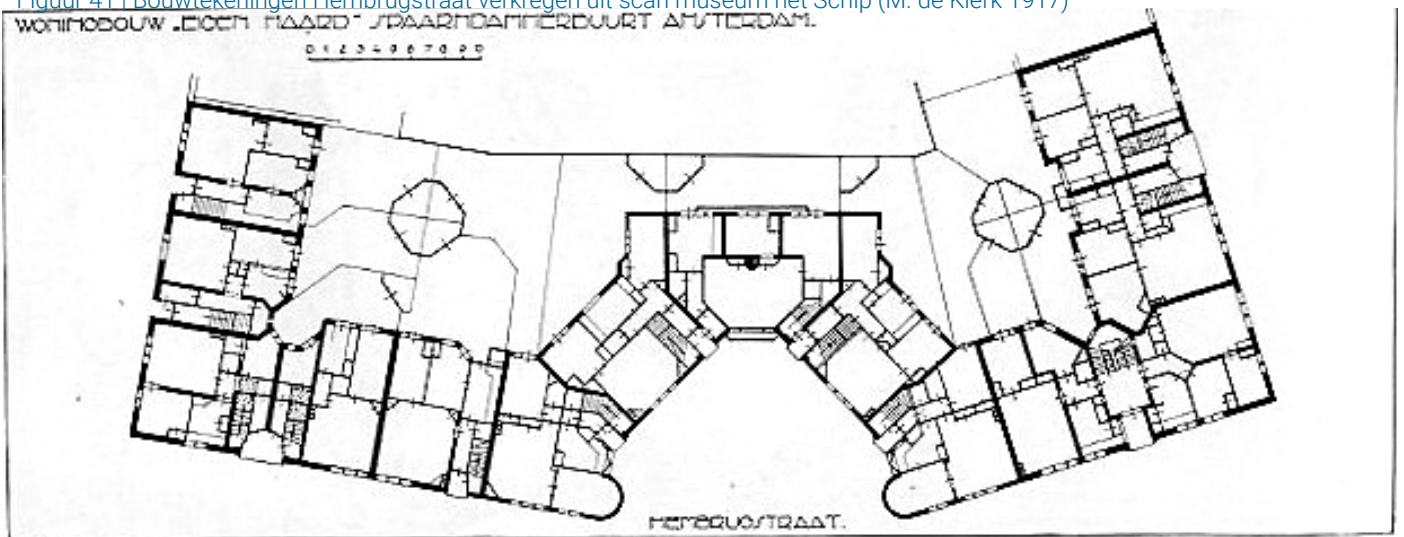 Figuur 41 | Bouwtekeningen Hembrugstraat verkregen uit scan museum het Schip (M. de Klerk 1917)
WONINGBOUW „EIGEN HAARD” SPAARNDAMMERBUURT AMSTERDAM.
0 1 2 3 4 5 6 7 8 9 10
HEMBRUGSTRAAT.